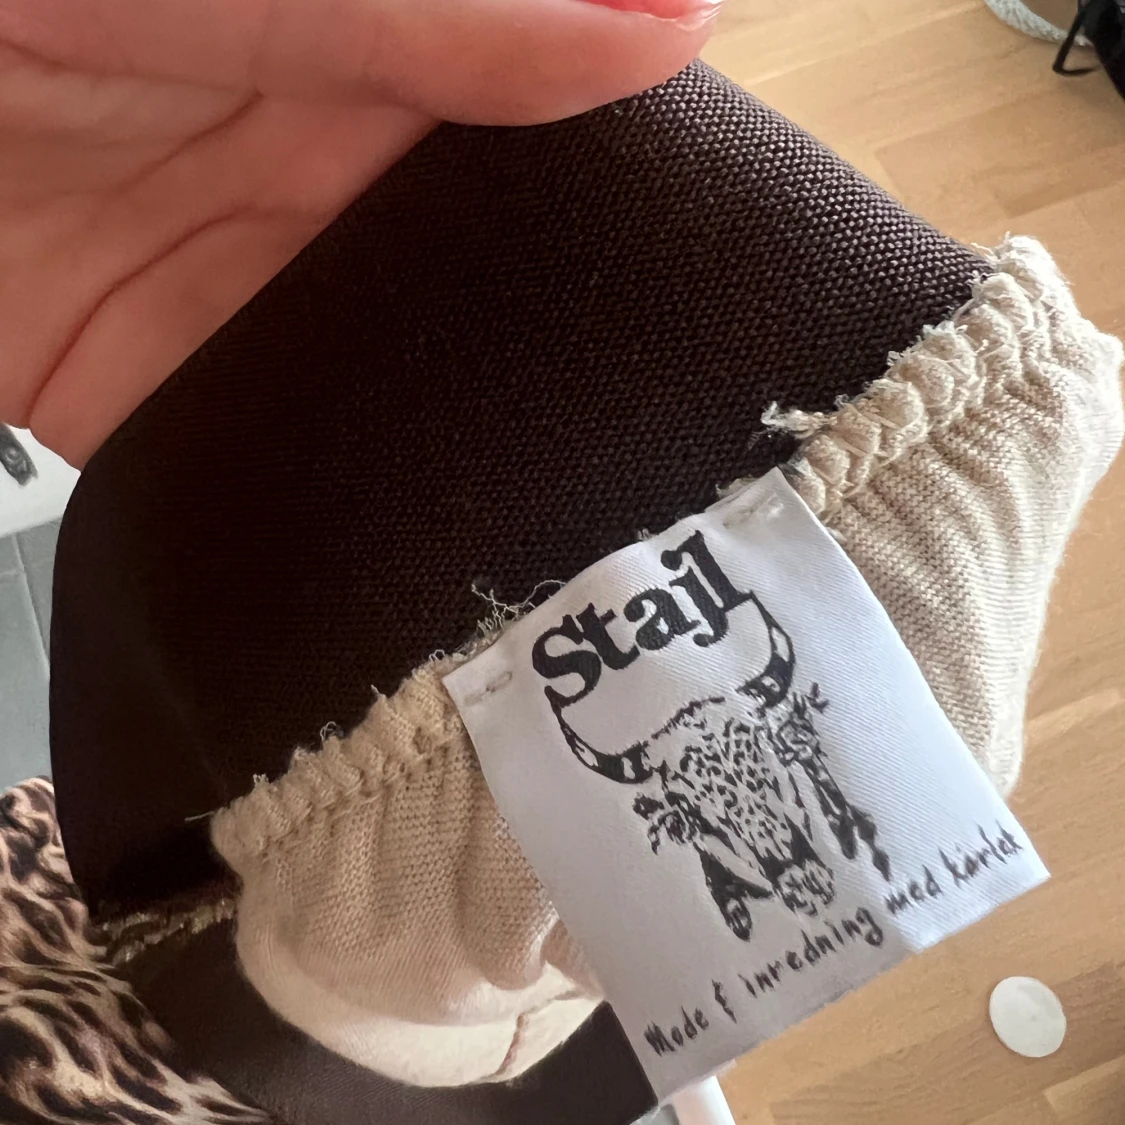 Stajl
Mode & inredning med kärlek